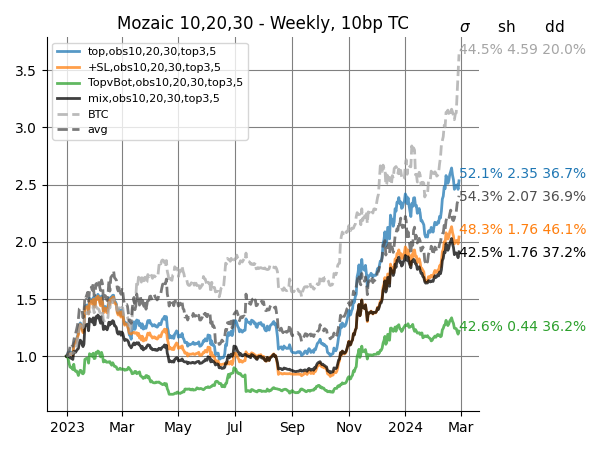 Mozaic 10,20,30 - Weekly, 10bp TC
σ sh dd
top,obs10,20,30,top3,5
+SL,obs10,20,30,top3,5
TopvBot,obs10,20,30,top3,5
mix,obs10,20,30,top3,5
BTC
avg
44.5% 4.59 20.0%
52.1% 2.35 36.7%
54.3% 2.07 36.9%
48.3% 1.76 46.1%
42.5% 1.76 37.2%
42.6% 0.44 36.2%
3.5
3.0
2.5
2.0
1.5
1.0
2023 Mar May Jul Sep Nov 2024 Mar